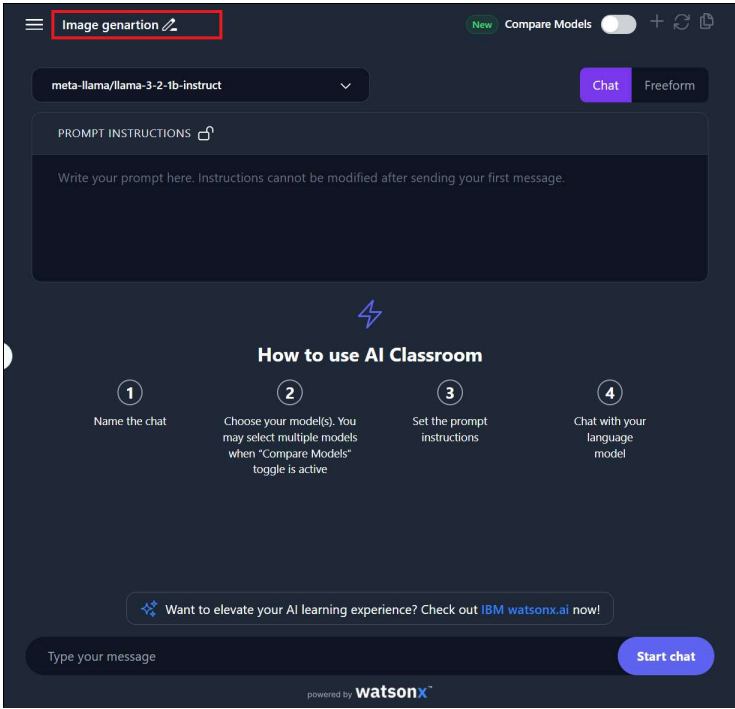 Image genartion
New Compare Models
meta-llama/llama-3-2-1b-instruct
Chat Freeform
PROMPT INSTRUCTIONS
Write your prompt here. Instructions cannot be modified after sending your first message.
How to use AI Classroom
1
Name the chat
2
Choose your model(s). You
may select multiple models
when "Compare Models"
toggle is active
3
Set the prompt
instructions
4
Chat with your
language
model
Want to elevate your AI learning experience? Check out IBM watsonx.ai now!
Type your message
Start chat
powered by watsonx™